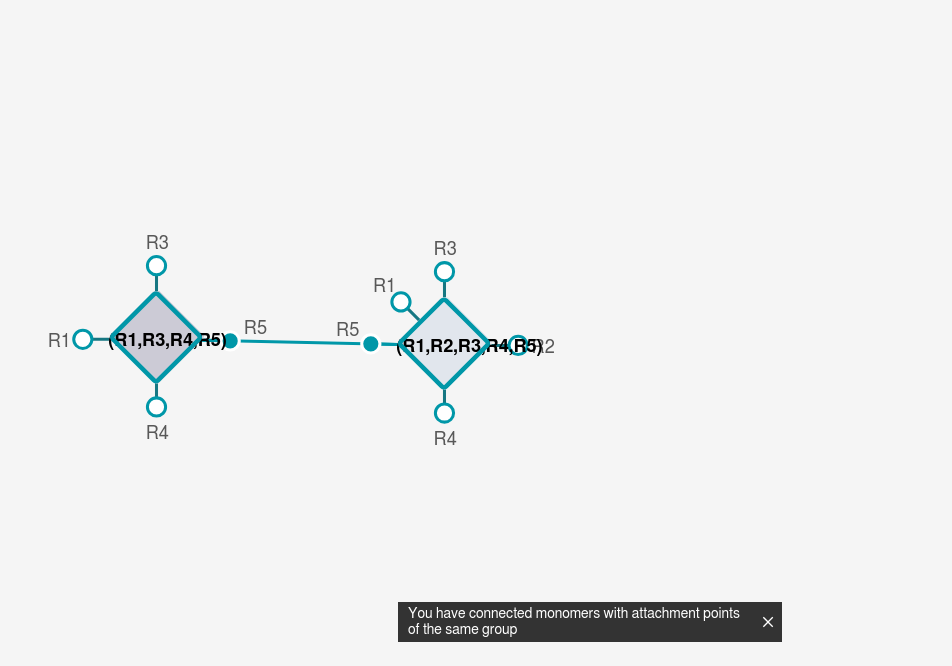 R3
R3
R1
R5
R5
R1
(R1,R3,R4,R5)
(R1,R2,R3,R4,R5)
R2
R4
R4
You have connected monomers with attachment points
of the same group